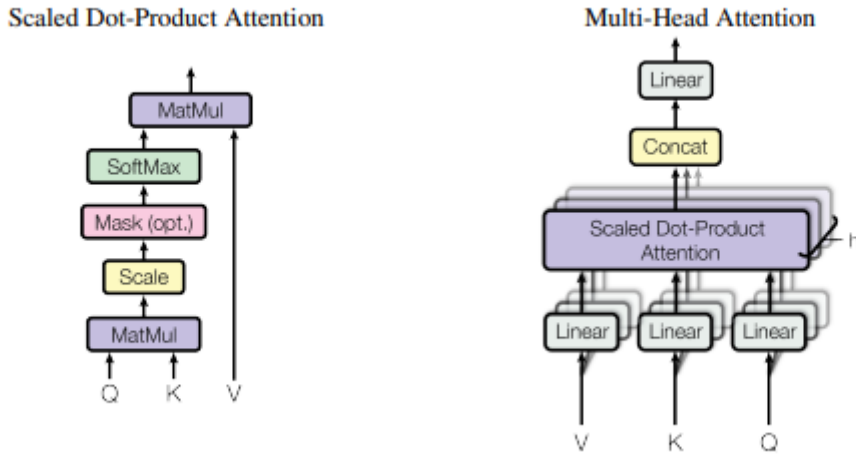 Scaled Dot-Product Attention
MatMul
SoftMax
Mask (opt.)
Scale
MatMul
Q K V
Multi-Head Attention
Linear
Concat
Scaled Dot-Product
Attention
h
Linear Linear Linear
V K Q